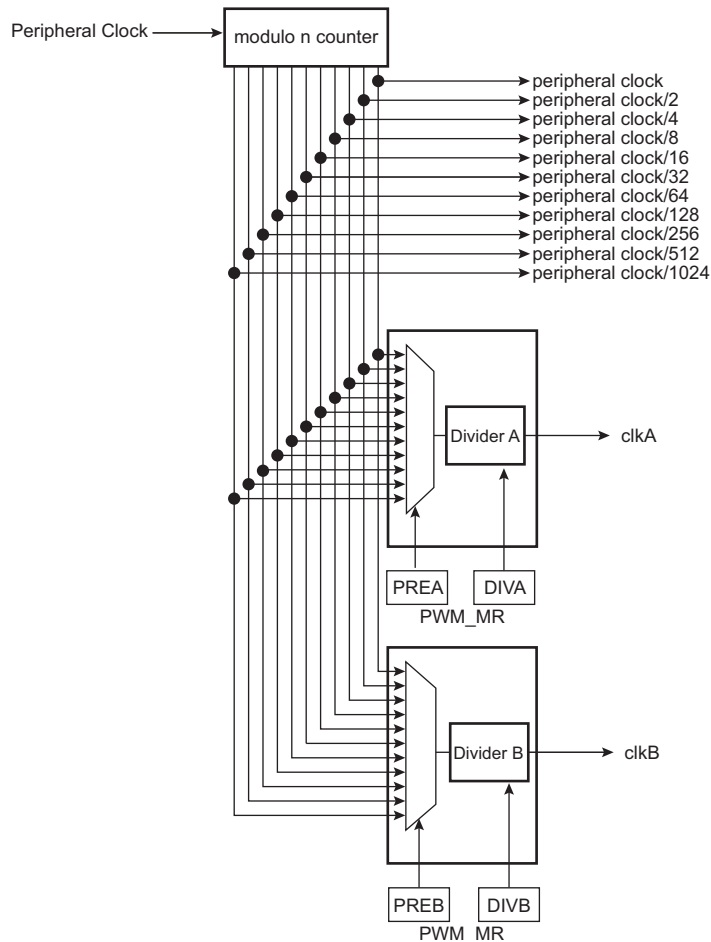 Peripheral Clock
modulo n counter
peripheral clock
peripheral clock/2
peripheral clock/4
peripheral clock/8
peripheral clock/16
peripheral clock/32
peripheral clock/64
peripheral clock/128
peripheral clock/256
peripheral clock/512
peripheral clock/1024
Divider A
clkA
PREA
DIVA
PWM_MR
Divider B
clkB
PREB
DIVB
PWM_MR